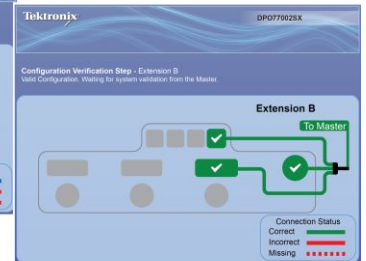 Tektronix
DPO77002SX
Configuration Verification Step - Extension B
Valid Configuration. Waiting for system validation from the Master.
Extension B
To Master
Connection Status
Correct
Incorrect
Missing